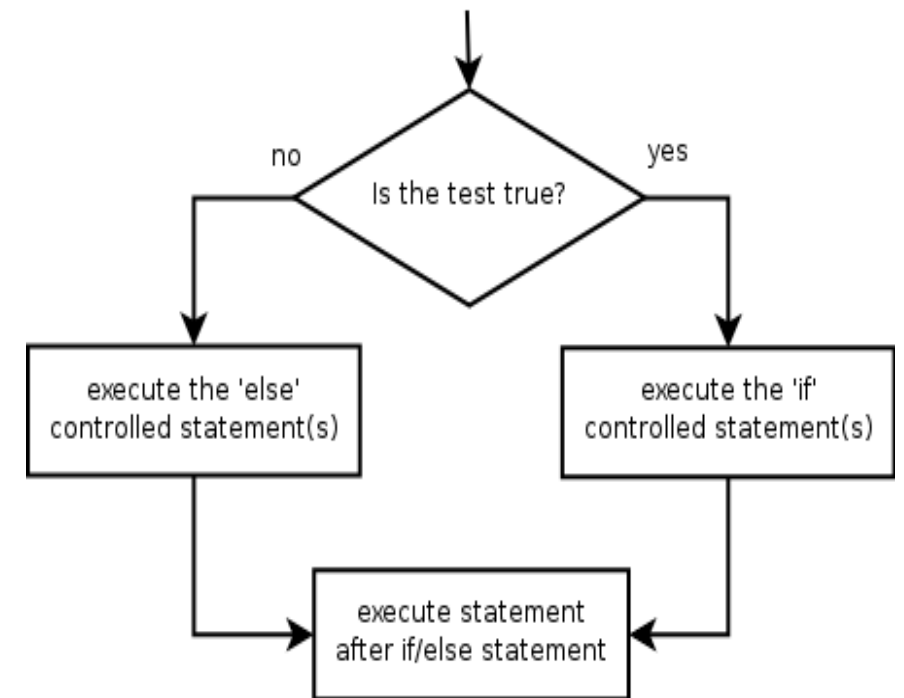 no
yes
Is the test true?
execute the 'else'
controlled statement(s)
execute the 'if'
controlled statement(s)
execute statement
after if/else statement